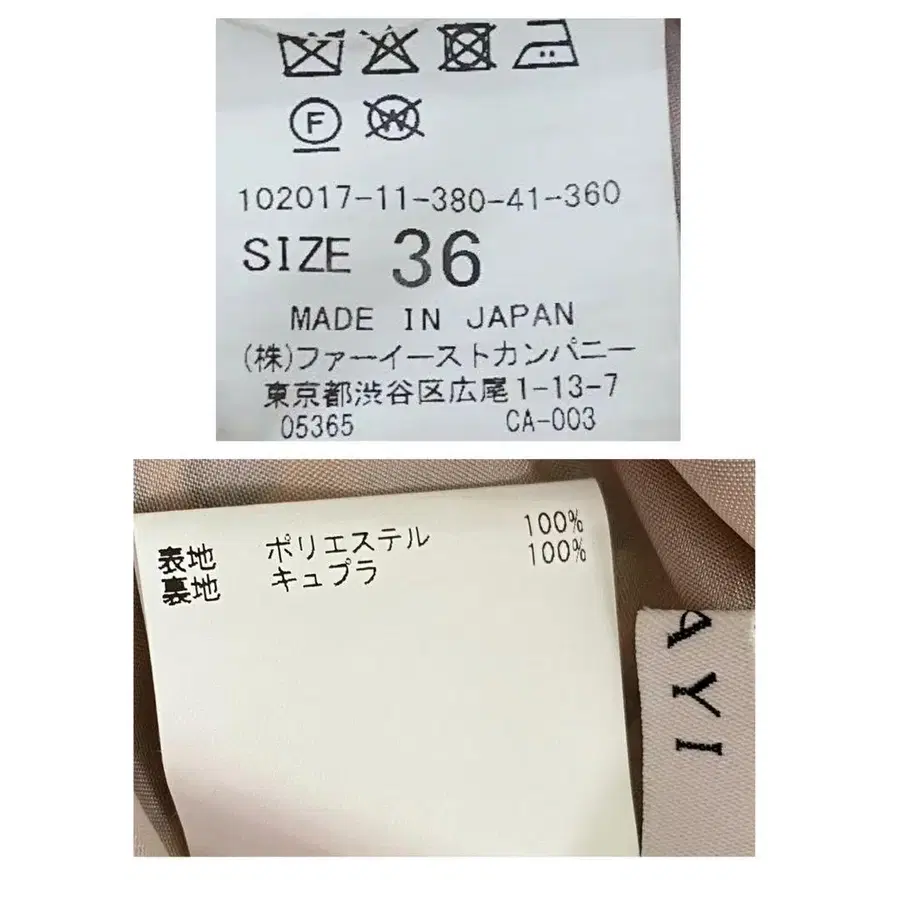 F
W
102017-11-380-41-360
SIZE 36
MADE IN JAPAN
(株)ファーイーストカンパニー
東京都渋谷区広尾1-13-7
05365 CA-003
表地 ポリエステル 100%
裏地 キュプラ 100%
AYI